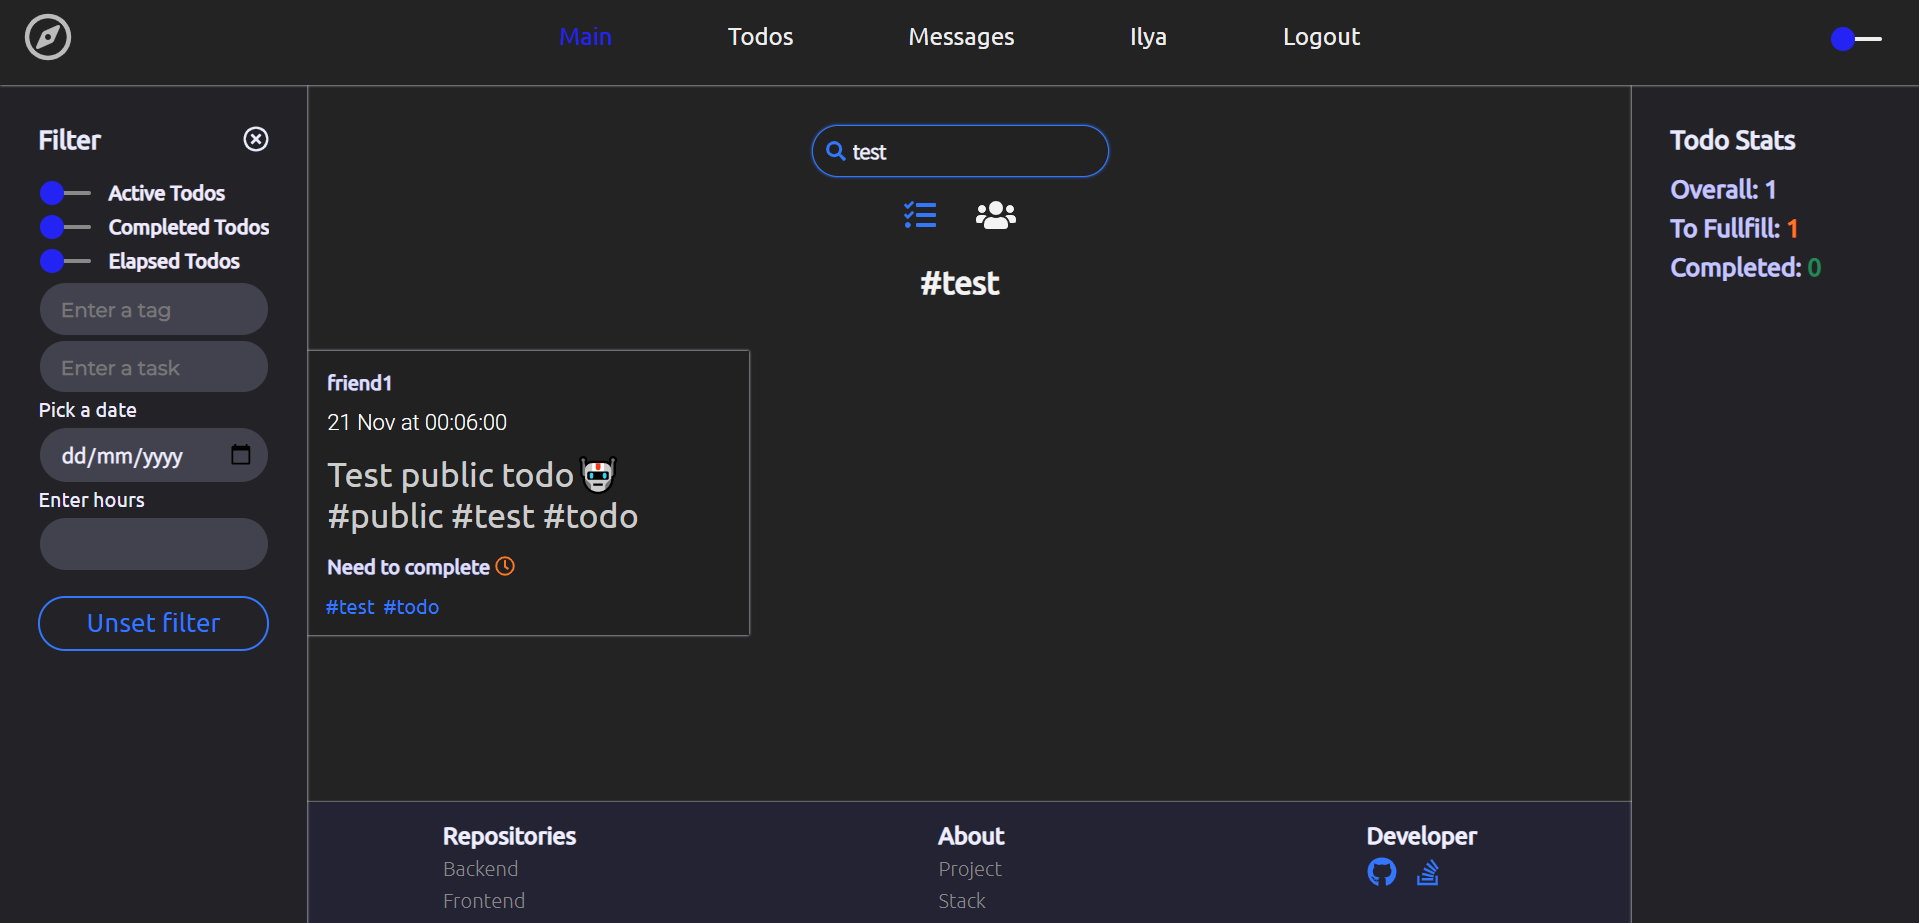 Main Todos Messages Ilya Logout
Filter
Active Todos
Completed Todos
Elapsed Todos
Enter a tag
Enter a task
Pick a date
dd/mm/yyyy
Enter hours
Unset filter
test
#test
friend1
21 Nov at 00:06:00
Test public todo
#public #test #todo
Need to complete
#test #todo
Todo Stats
Overall: 1
To Fullfill: 1
Completed: 0
Repositories
Backend
Frontend
About
Project
Stack
Developer